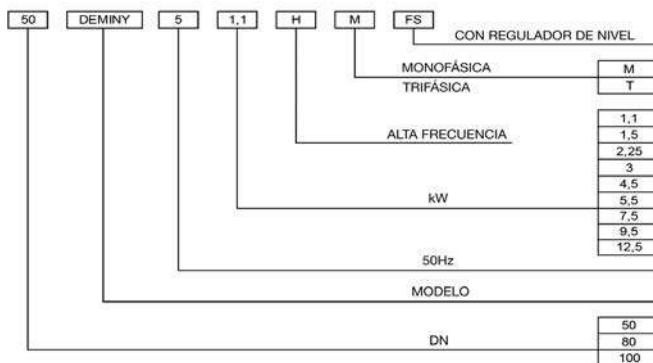 50 DEMINY 5 1,1 H M FS
CON REGULADOR DE NIVEL
MONOFÁSICA M
TRIFÁSICA T
ALTA FRECUENCIA
1,1
1,5
2,25
3
4,5
kW 5,5
7,5
9,5
12,5
50Hz
MODELO
50
DN 80
100